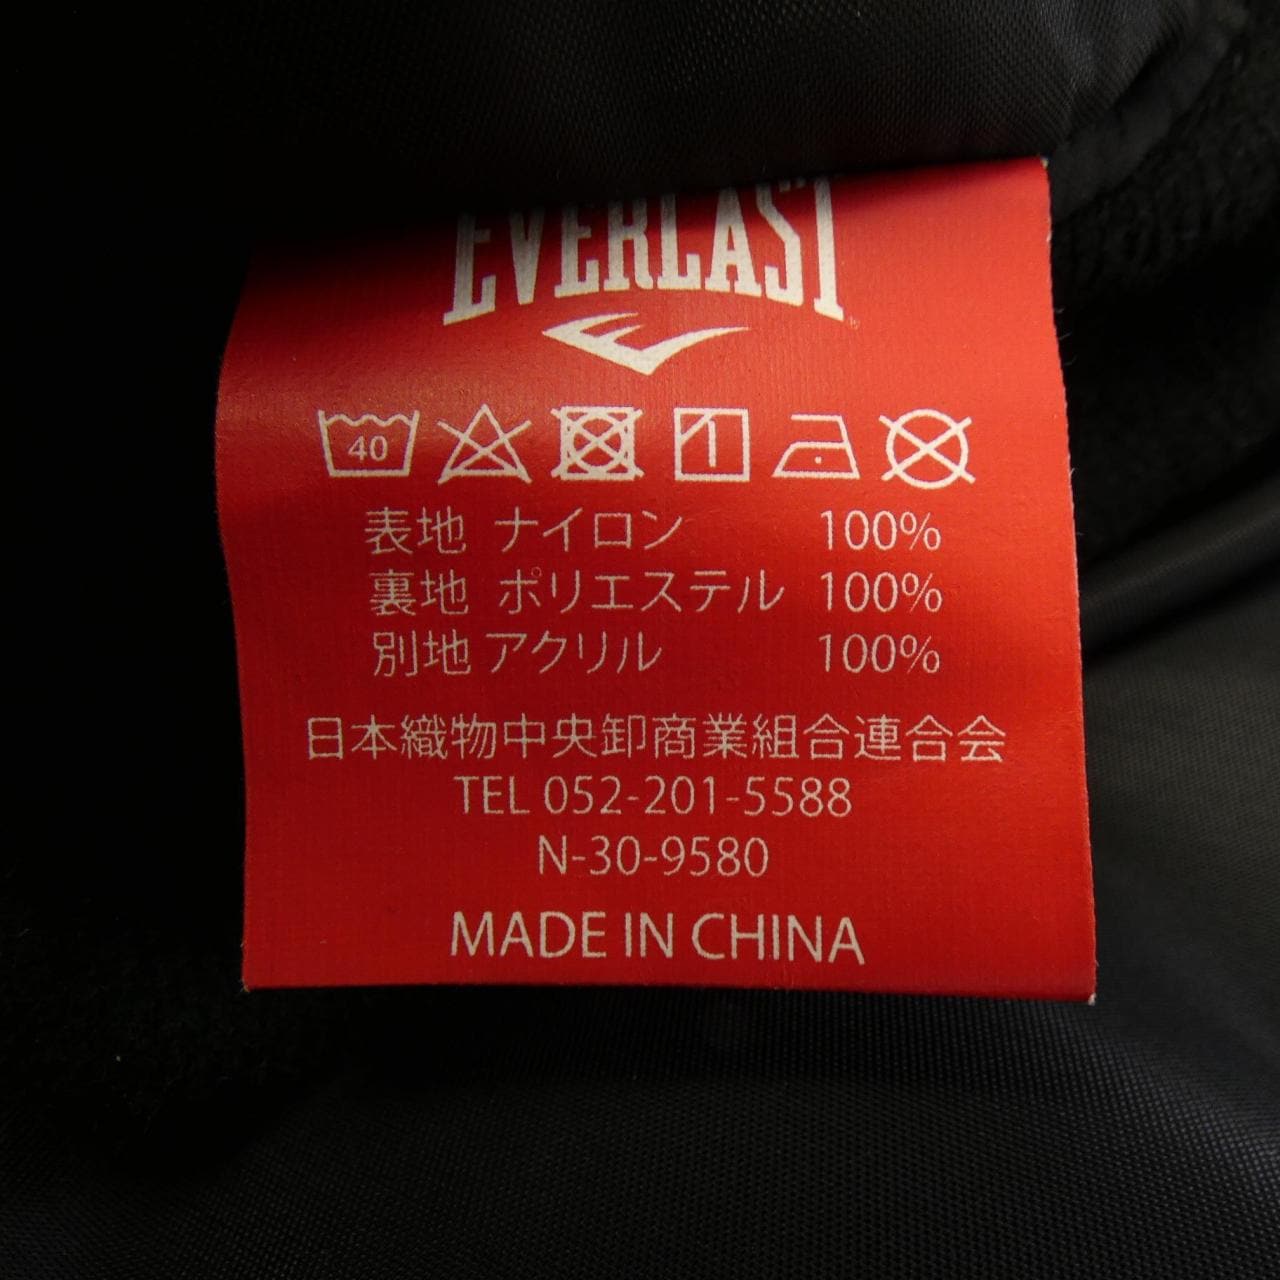 EVERLAST
40
表地 ナイロン 100%
裏地 ポリエステル 100%
別地 アクリル 100%
日本織物中央卸商業組合連合会
TEL 052-201-5588
N-30-9580
MADE IN CHINA